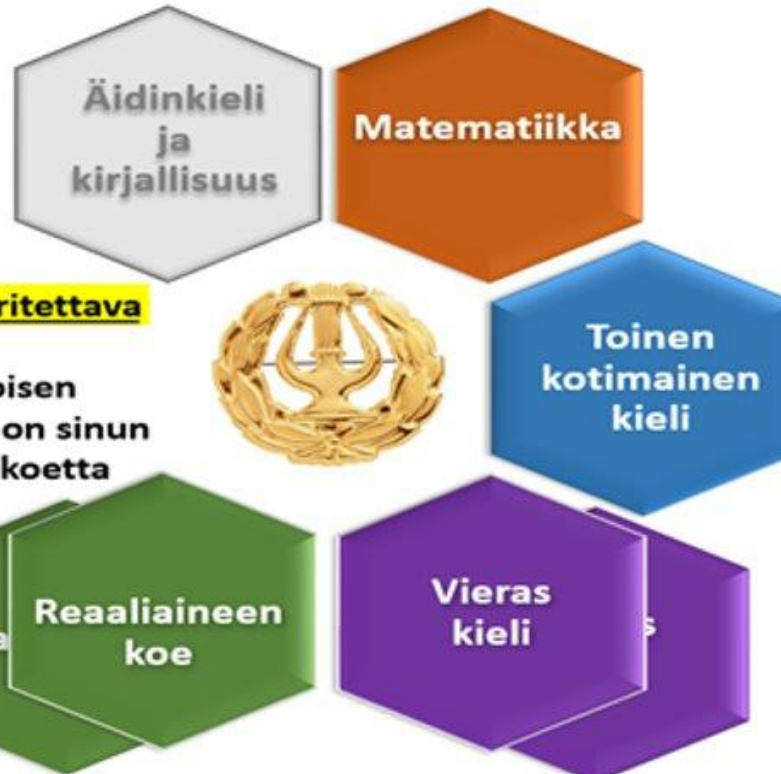 Äidinkieli
ja
kirjallisuus
Matematiikka
on sinun
koetta
Toinen
kotimainen
kieli
Reaaliaineen
koe
Vieras
kieli